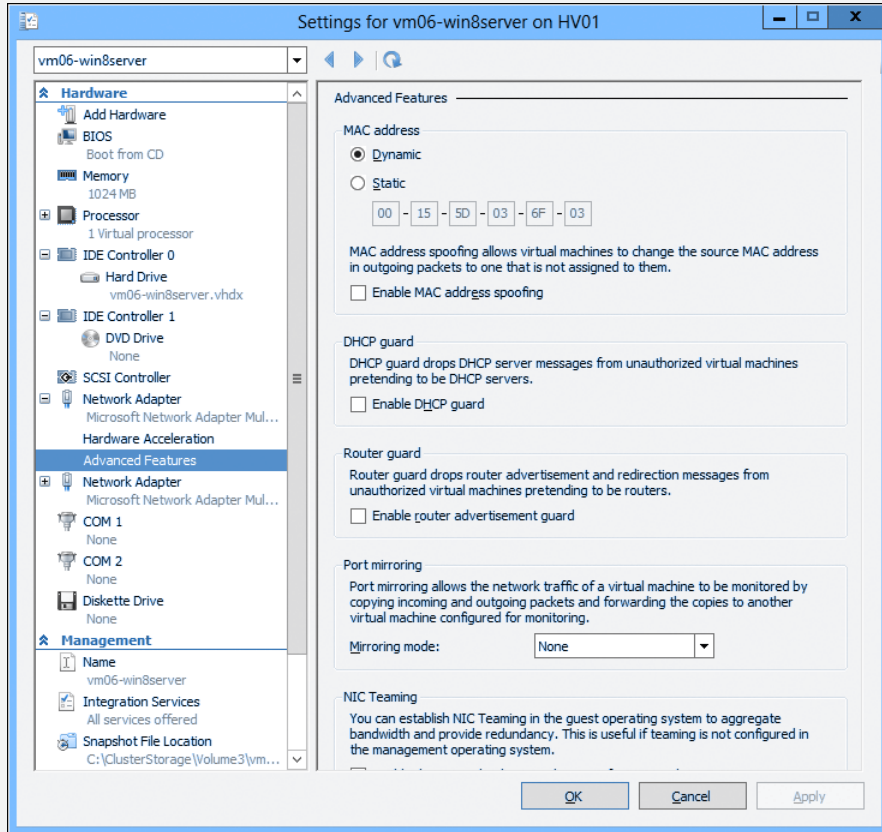 Settings for vm06-win8server on HV01
vm06-win8server
Hardware
Add Hardware
BIOS
Boot from CD
Memory
1024 MB
Processor
1 Virtual processor
IDE Controller 0
Hard Drive
vm06-win8server.vhdx
IDE Controller 1
DVD Drive
None
SCSI Controller
Network Adapter
Microsoft Network Adapter Mul...
Hardware Acceleration
Advanced Features
Network Adapter
Microsoft Network Adapter Mul...
COM 1
None
COM 2
None
Diskette Drive
None
Management
Name
vm06-win8server
Integration Services
All services offered
Snapshot File Location
C:\ClusterStorage\Volume3\vm...
Advanced Features
MAC address
Dynamic
Static
00 - 15 - 5D - 03 - 6F - 03
MAC address spoofing allows virtual machines to change the source MAC address
in outgoing packets to one that is not assigned to them.
Enable MAC address spoofing
DHCP guard
DHCP guard drops DHCP server messages from unauthorized virtual machines
pretending to be DHCP servers.
Enable DHCP guard
Router guard
Router guard drops router advertisement and redirection messages from
unauthorized virtual machines pretending to be routers.
Enable router advertisement guard
Port mirroring
Port mirroring allows the network traffic of a virtual machine to be monitored by
copying incoming and outgoing packets and forwarding the copies to another
virtual machine configured for monitoring.
Mirroring mode:
None
NIC Teaming
You can establish NIC Teaming in the guest operating system to aggregate
bandwidth and provide redundancy. This is useful if teaming is not configured in
the management operating system.
OK
Cancel
Apply